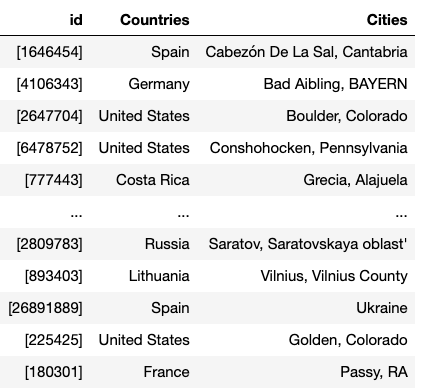 id Countries Cities
[1646454] Spain Cabezón De La Sal, Cantabria
[4106343] Germany Bad Aibling, BAYERN
[2647704] United States Boulder, Colorado
[6478752] United States Conshohocken, Pennsylvania
[777443] Costa Rica Grecia, Alajuela
... ... ...
[2809783] Russia Saratov, Saratovskaya oblast'
[893403] Lithuania Vilnius, Vilnius County
[26891889] Spain Ukraine
[225425] United States Golden, Colorado
[180301] France Passy, RA